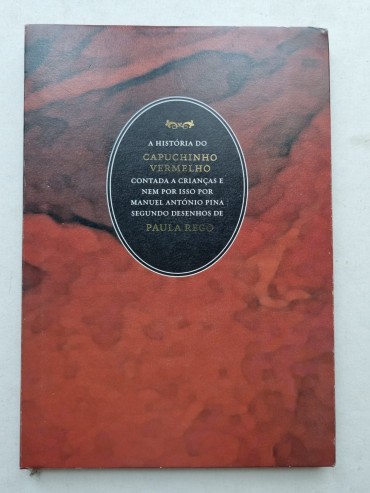 A HISTÓRIA DO
CAPUCHINHO
VERMELHO
CONTADA A CRIANÇAS E
NEM POR ISSO POR
MANUEL ANTÓNIO PINA
SEGUNDO DESENHOS DE
PAULA REGO